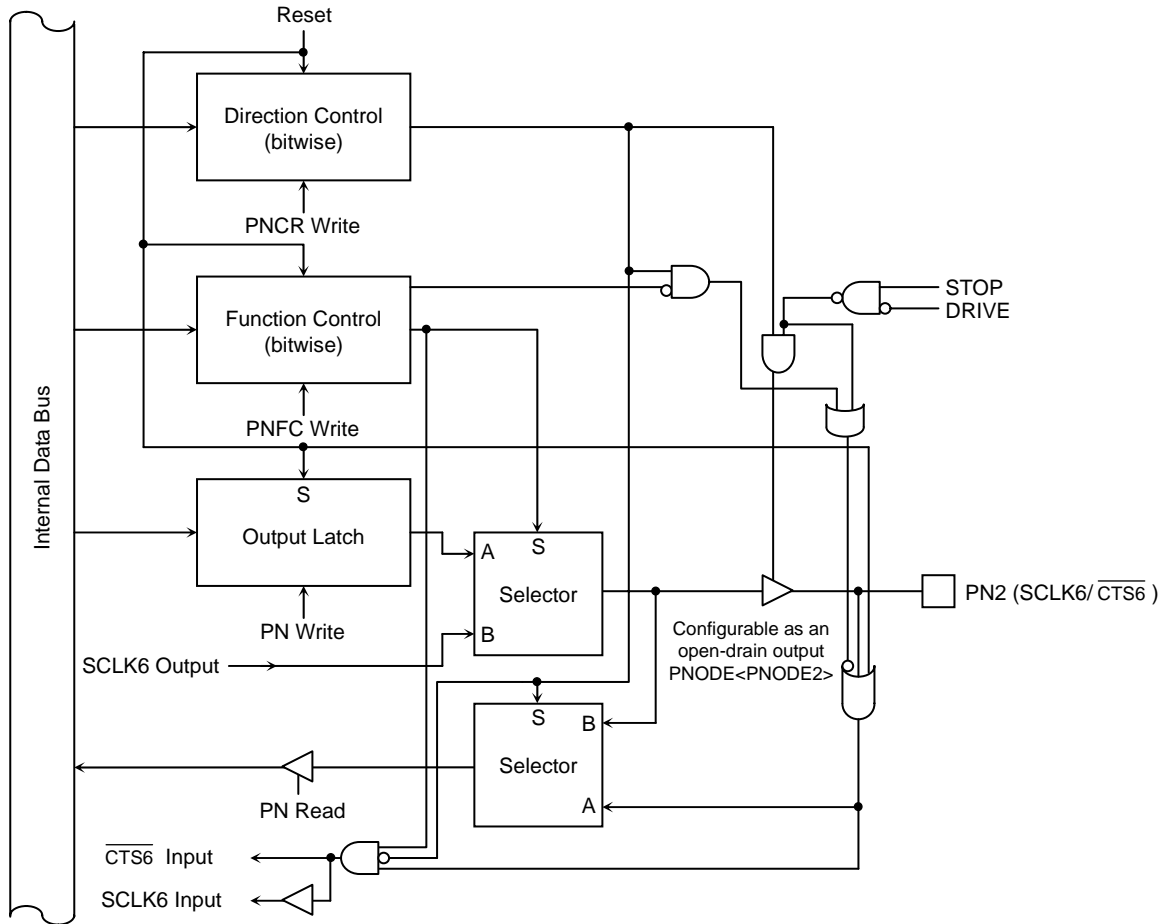 Reset
Direction Control
(bitwise)
PNCR Write
STOP
DRIVE
Function Control
(bitwise)
PNFC Write
Internal Data Bus
S
Output Latch
PN Write
A
S
Selector
B
SCLK6 Output
PN2 (SCLK6/ CTS6 )
Configurable as an
open-drain output
PNODE<PNODE2>
S
B
Selector
A
PN Read
CTS6 Input
SCLK6 Input